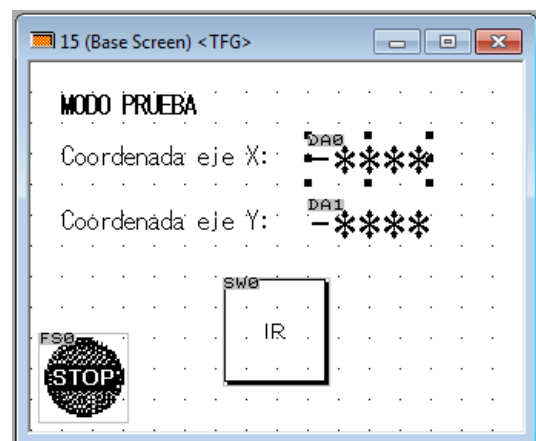 15 (Base Screen) <TFG>
MODO PRUEBA
DA0
Coordenada eje X: -****
DA1
Coordenada eje Y: -****
SW0
IR
FS0
STOP